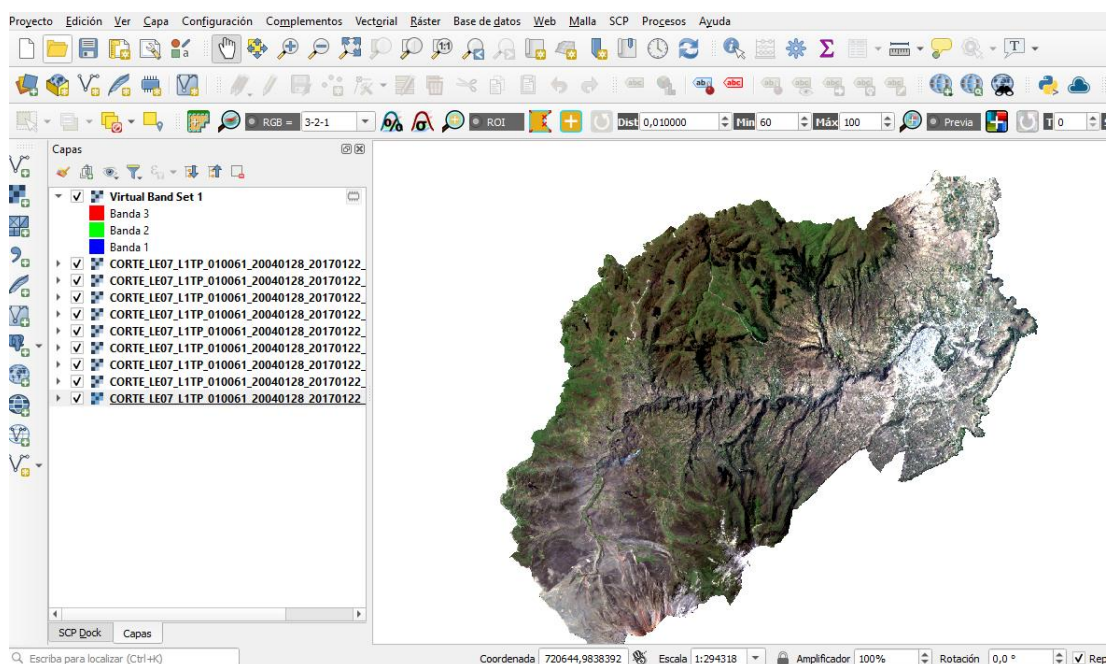 Proyecto Edición Ver Capa Configuración Complementos Vectorial Ráster Base de datos Web Malla SCP Procesos Ayuda
RGB = 3-2-1 ROI Dist 0,010000 Min 60 Máx 100 Previa T 0
Capas
Virtual Band Set 1
Banda 3
Banda 2
Banda 1
CORTE_LE07_L1TP_010061_20040128_20170122_
CORTE_LE07_L1TP_010061_20040128_20170122_
CORTE_LE07_L1TP_010061_20040128_20170122_
CORTE_LE07_L1TP_010061_20040128_20170122_
CORTE_LE07_L1TP_010061_20040128_20170122_
CORTE_LE07_L1TP_010061_20040128_20170122_
CORTE_LE07_L1TP_010061_20040128_20170122_
CORTE_LE07_L1TP_010061_20040128_20170122_
CORTE_LE07_L1TP_010061_20040128_20170122_
SCP Dock Capas
Escriba para localizar (Ctrl+K) Coordenada 720644,9838392 Escala 1:294318 Amplificador 100% Rotación 0,0 ° Rep